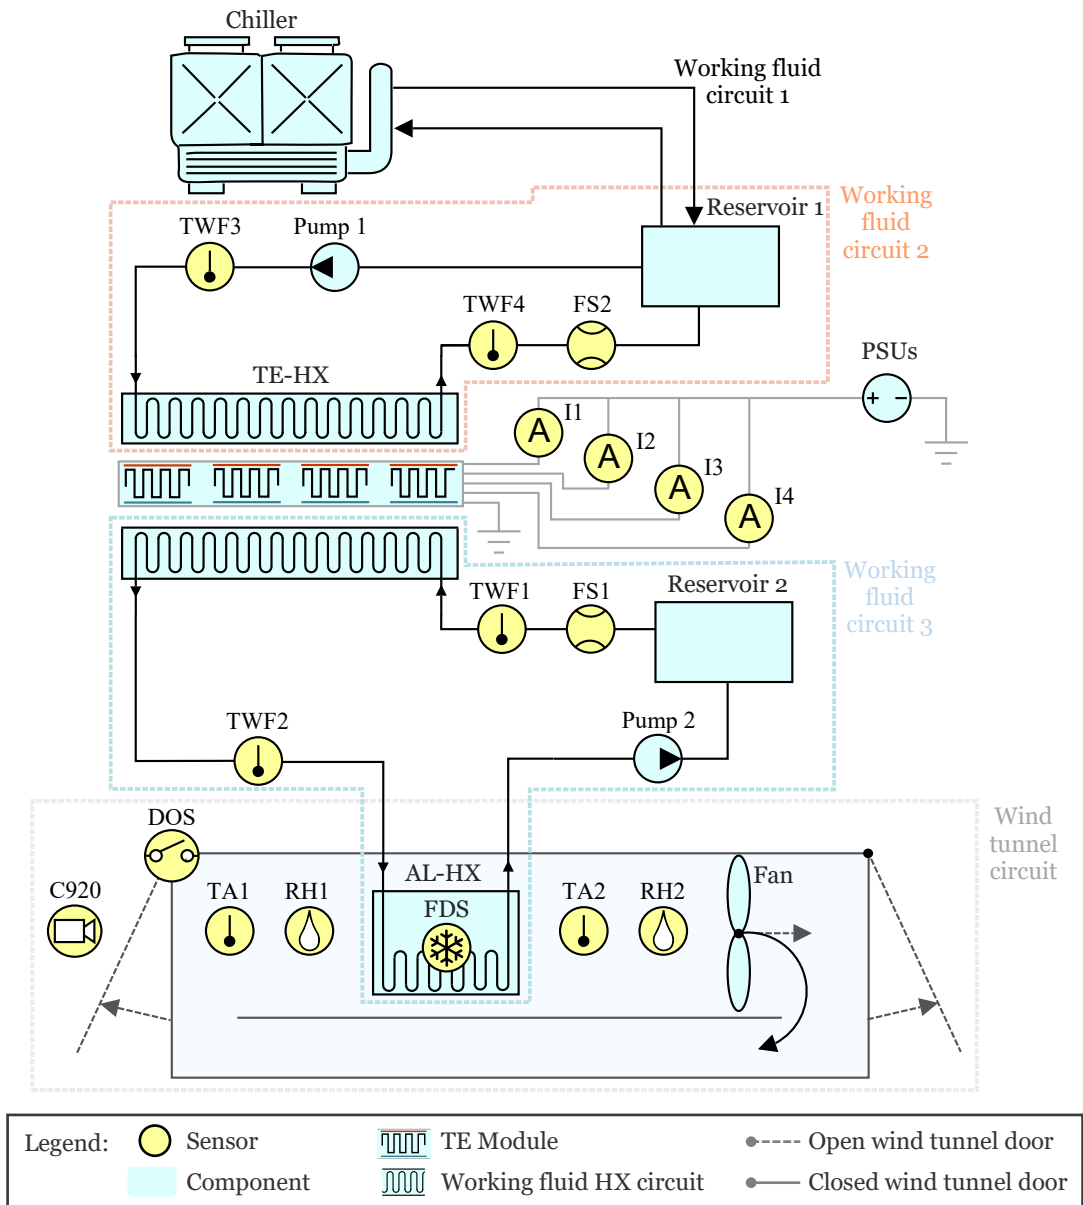 Chiller
Working fluid
circuit 1
Working
fluid
circuit 2
Reservoir 1
TWF3
Pump 1
TWF4
FS2
PSUs
TE-HX
+ −
I1
A
I2
A
I3
A
I4
A
Working
fluid
circuit 3
TWF1
FS1
Reservoir 2
TWF2
Pump 2
DOS
Wind
tunnel
circuit
C920
TA1
RH1
AL-HX
FDS
TA2
RH2
Fan
Legend:
Sensor
TE Module
Open wind tunnel door
Component
Working fluid HX circuit
Closed wind tunnel door